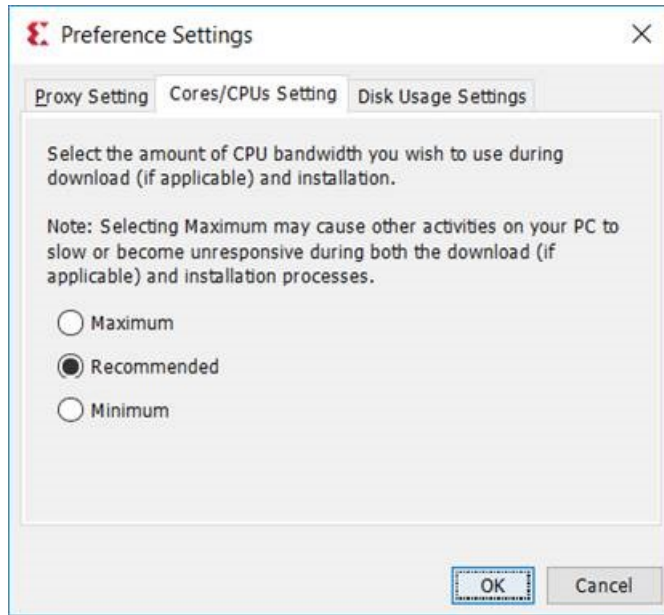 Preference Settings
Proxy Setting
Cores/CPUs Setting
Disk Usage Settings
Select the amount of CPU bandwidth you wish to use during
download (if applicable) and installation.
Note: Selecting Maximum may cause other activities on your PC to
slow or become unresponsive during both the download (if
applicable) and installation processes.
Maximum
Recommended
Minimum
OK
Cancel